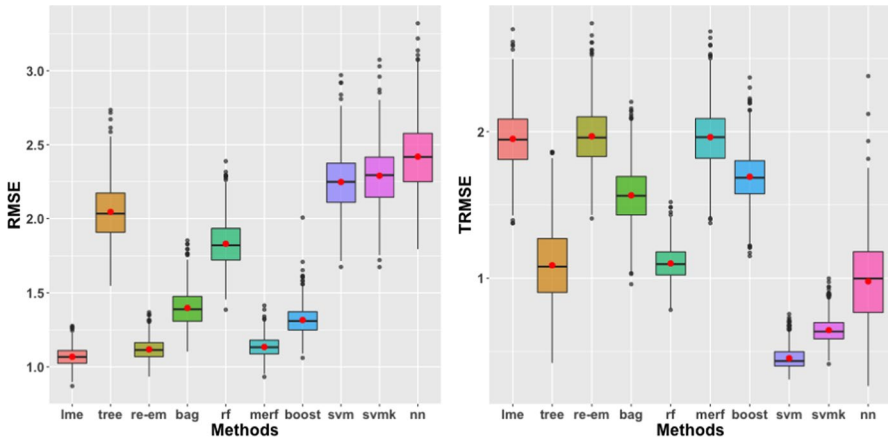 RMSE
3.0
2.5
2.0
1.5
1.0
lme tree re-em bag rf merf boost svm svmk nn
Methods
TRMSE
2
1
lme tree re-em bag rf merf boost svm svmk nn
Methods